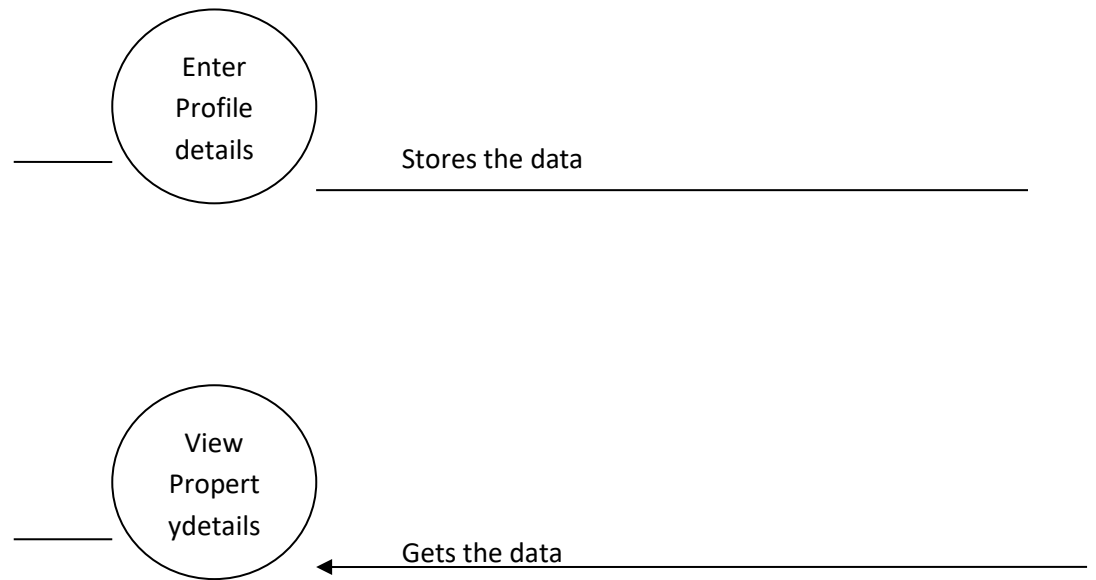 Enter
Profile
details
Stores the data
View
Propert
ydetails
Gets the data